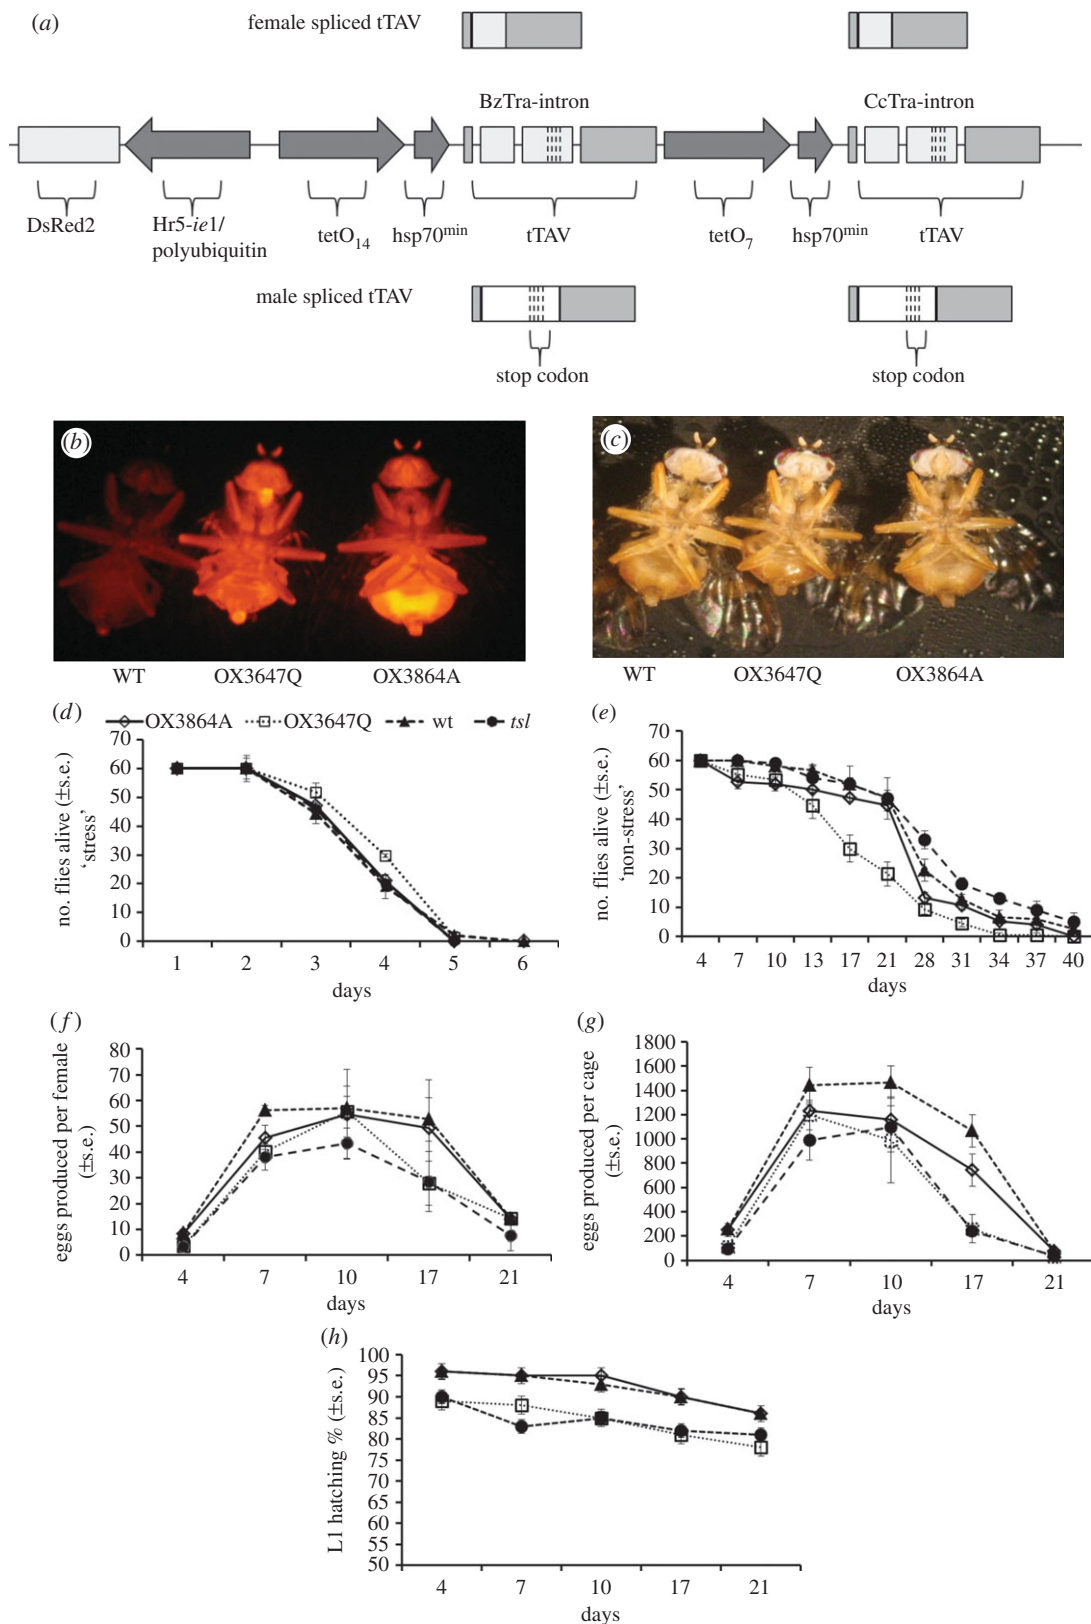 (a)
female spliced tTAV
BzTra-intron
CcTra-intron
DsRed2
Hr5-ie1/
polyubiquitin
tetO14
hsp70min
tTAV
tetO7
hsp70min
tTAV
male spliced tTAV
stop codon
stop codon
(b)
(c)
WT
OX3647Q
OX3864A
WT
OX3647Q
OX3864A
(d)
OX3864A
OX3647Q
wt
tsl
no. flies alive (±s.e.)
'stress'
70
60
50
40
30
20
10
0
1 2 3 4 5 6
days
(e)
no. flies alive (±s.e.)
'non-stress'
70
60
50
40
30
20
10
0
4 7 10 13 17 21 28 31 34 37 40
days
(f)
eggs produced per female
(±s.e.)
80
70
60
50
40
30
20
10
0
4 7 10 17 21
days
(g)
eggs produced per cage
(±s.e.)
1800
1600
1400
1200
1000
800
600
400
200
0
4 7 10 17 21
days
(h)
L1 hatching % (±s.e.)
100
95
90
85
80
75
70
65
60
55
50
4 7 10 17 21
days